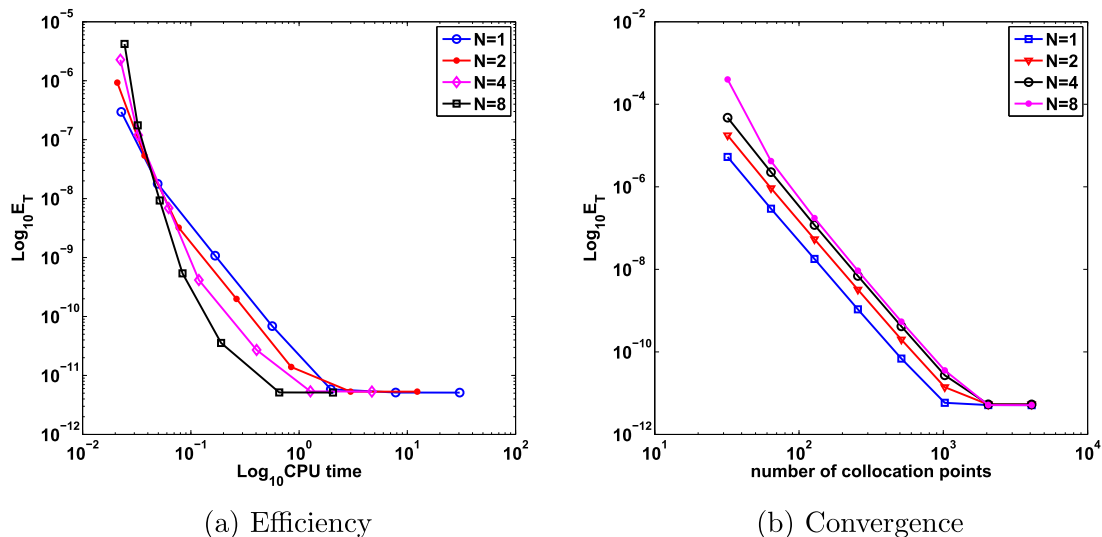 10^-5
10^-6
10^-7
10^-8
10^-9
10^-10
10^-11
10^-12
Log10ET
10^-2
10^-1
10^0
10^1
10^2
Log10CPU time
N=1
N=2
N=4
N=8
(a) Efficiency
10^-2
10^-4
10^-6
10^-8
10^-10
10^-12
Log10ET
10^1
10^2
10^3
10^4
number of collocation points
N=1
N=2
N=4
N=8
(b) Convergence